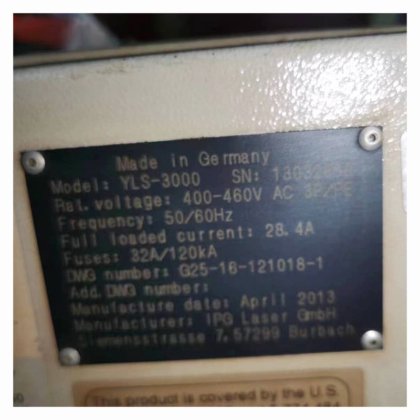 Made in Germany
Model: YLS-3000 SN:
Rat. voltage: 400-460V AC
Frequency: 50/60Hz
Full loaded current: 28.4A
Fuses: 32A/120kA
DWG number: G25-16-121018-1
Add. DWG number:
Manufacture date: April 2013
Manufacturer: IPG Laser GmbH
Siemensstrasse 7, 57299 Burbach
This product is covered by the U.S.